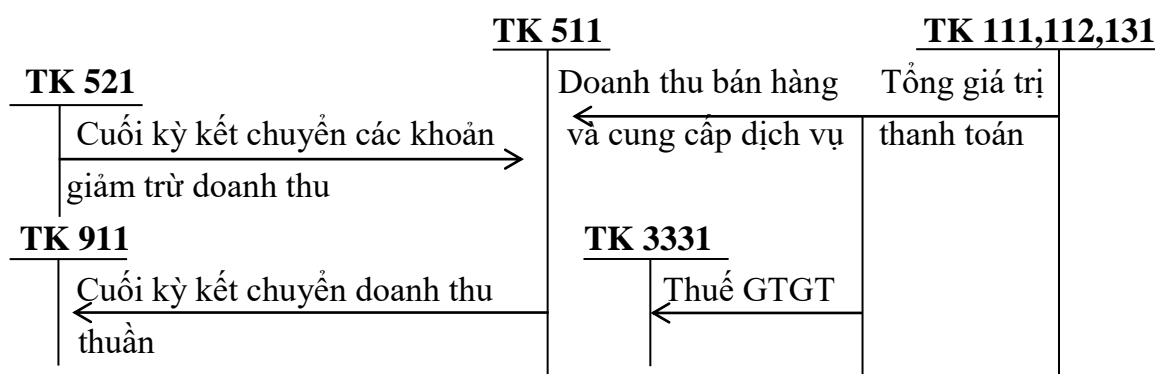 TK 511
TK 111,112,131
TK 521
Doanh thu bán hàng
và cung cấp dịch vụ
Tổng giá trị
thanh toán
Cuối kỳ kết chuyển các khoản
giảm trừ doanh thu
TK 911
TK 3331
Cuối kỳ kết chuyển doanh thu
thuần
Thuế GTGT